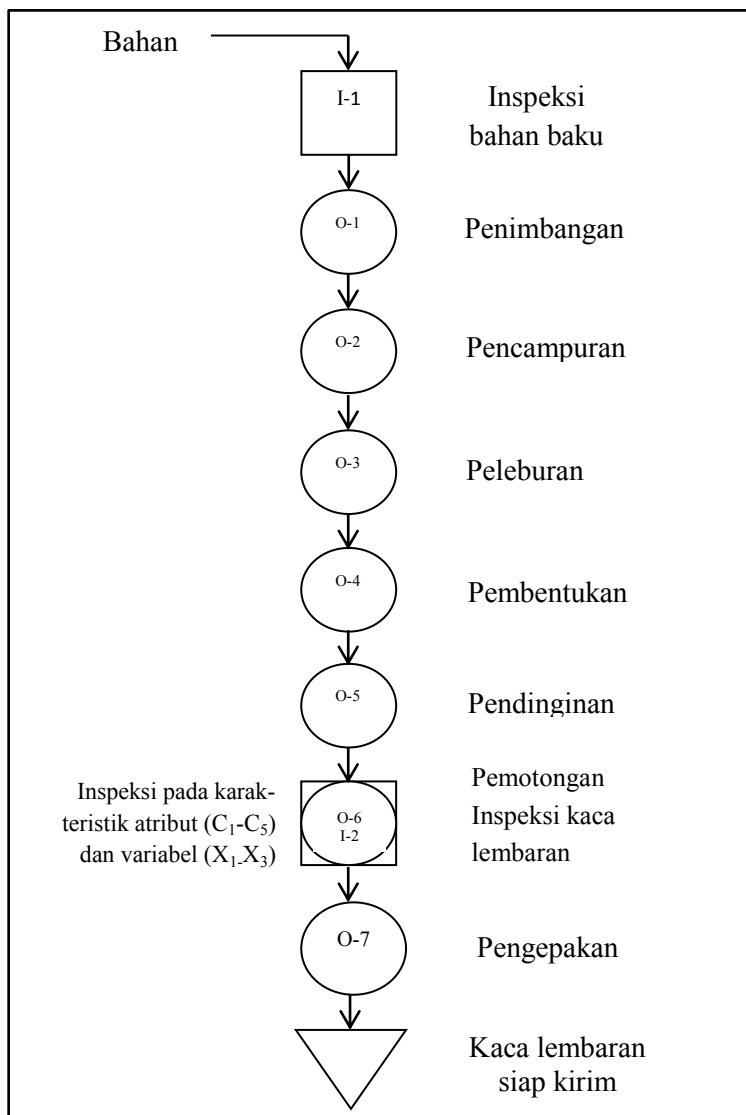 Bahan
I-1
Inspeksi
bahan baku
O-1
Penimbangan
O-2
Pencampuran
O-3
Peleburan
O-4
Pembentukan
O-5
Pendinginan
Inspeksi pada karak-
teristik atribut (C₁-C₅)
dan variabel (X₁-X₃)
O-6
I-2
Pemotongan
Inspeksi kaca
lembaran
O-7
Pengepakan
Kaca lembaran
siap kirim